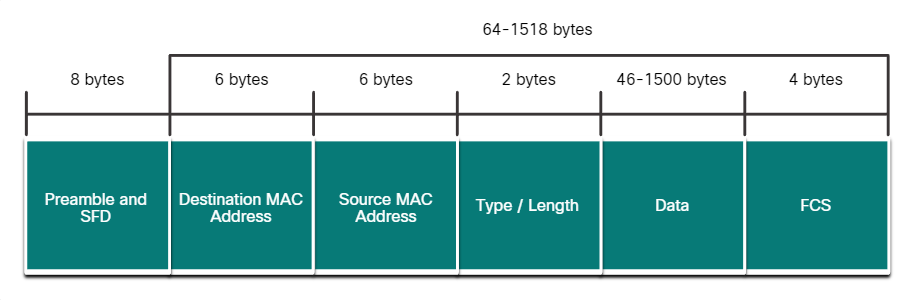 64-1518 bytes
8 bytes
6 bytes
6 bytes
2 bytes
46-1500 bytes
4 bytes
Preamble and
SFD
Destination MAC
Address
Source MAC
Address
Type / Length
Data
FCS